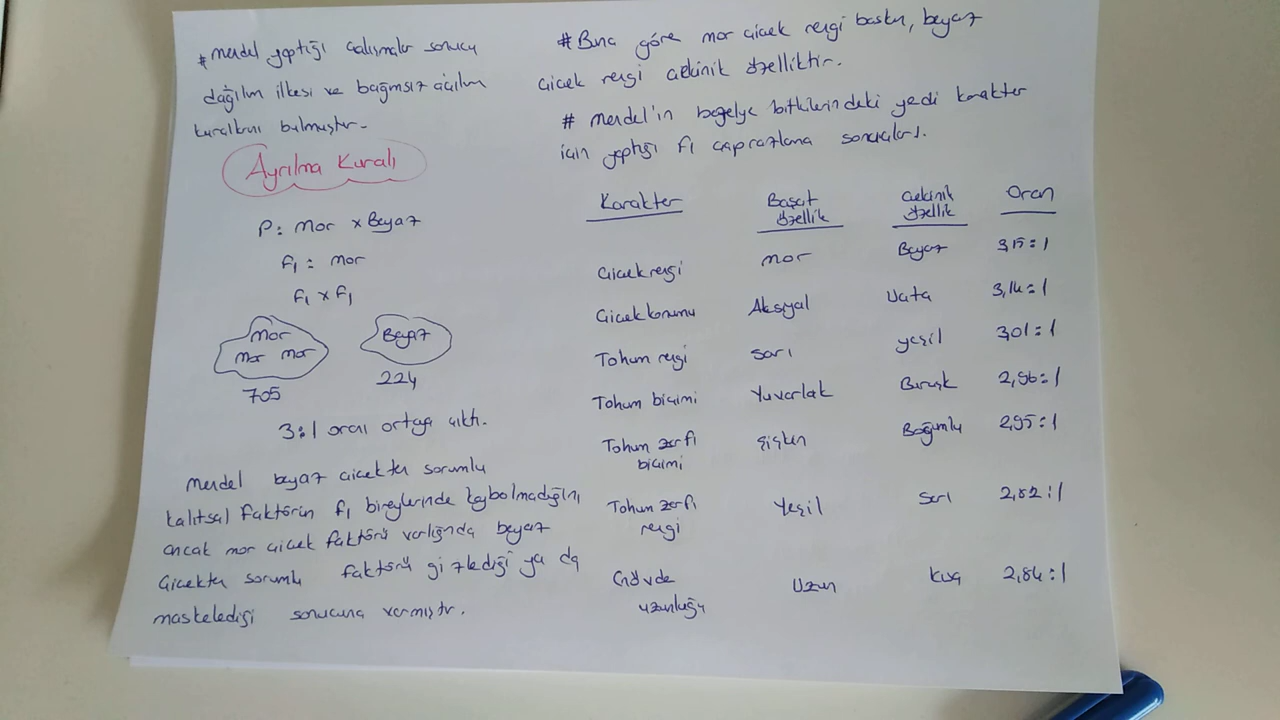 # Mendel yaptığı çalışmalar sonucu
dağılım ilkesi ve bağımsız açılım
kuralını bulmuştur.
Ayrılma Kuralı
P: Mor x Beyaz
F1 : Mor
F1 x F1
Mor
Mor Mor
Beyaz
705
224
3:1 oranı ortaya çıktı.
Mendel beyaz çiçekten sorumlu
kalıtsal faktörün F1 bireylerinde kaybolmadığını,
ancak mor çiçek faktörü varlığında beyaz
çiçekten sorumlu faktörü gizlediği ya da
maskelediği sonucuna varmıştır.
# Buna göre mor çiçek rengi baskın, beyaz
çiçek rengi çekinik özelliktir.
# Mendel'in bezelye bitkilerindeki yedi karakter
için yaptığı F1 çaprazlama sonuçları.
Karakter Başat özellik Çekinik özellik Oran
Çiçek rengi Mor Beyaz 3,15:1
Çiçek konumu Aksiyal Uçta 3,14:1
Tohum rengi Sarı Yeşil 3,01:1
Tohum biçimi Yuvarlak Buruşuk 2,96:1
Tohum zarfı biçimi Şişkin Boğumlu 2,95:1
Tohum zarfı rengi Yeşil Sarı 2,82:1
Gövde uzunluğu Uzun Kısa 2,84:1